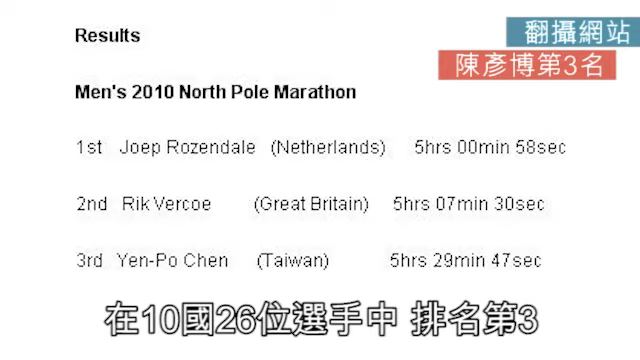 翻攝網站
陳彥博第3名
Results
Men's 2010 North Pole Marathon
1st Joep Rozendale (Netherlands) 5hrs 00min 58sec
2nd Rik Vercoe (Great Britain) 5hrs 07min 30sec
3rd Yen-Po Chen (Taiwan) 5hrs 29min 47sec
在10國26位選手中 排名第3